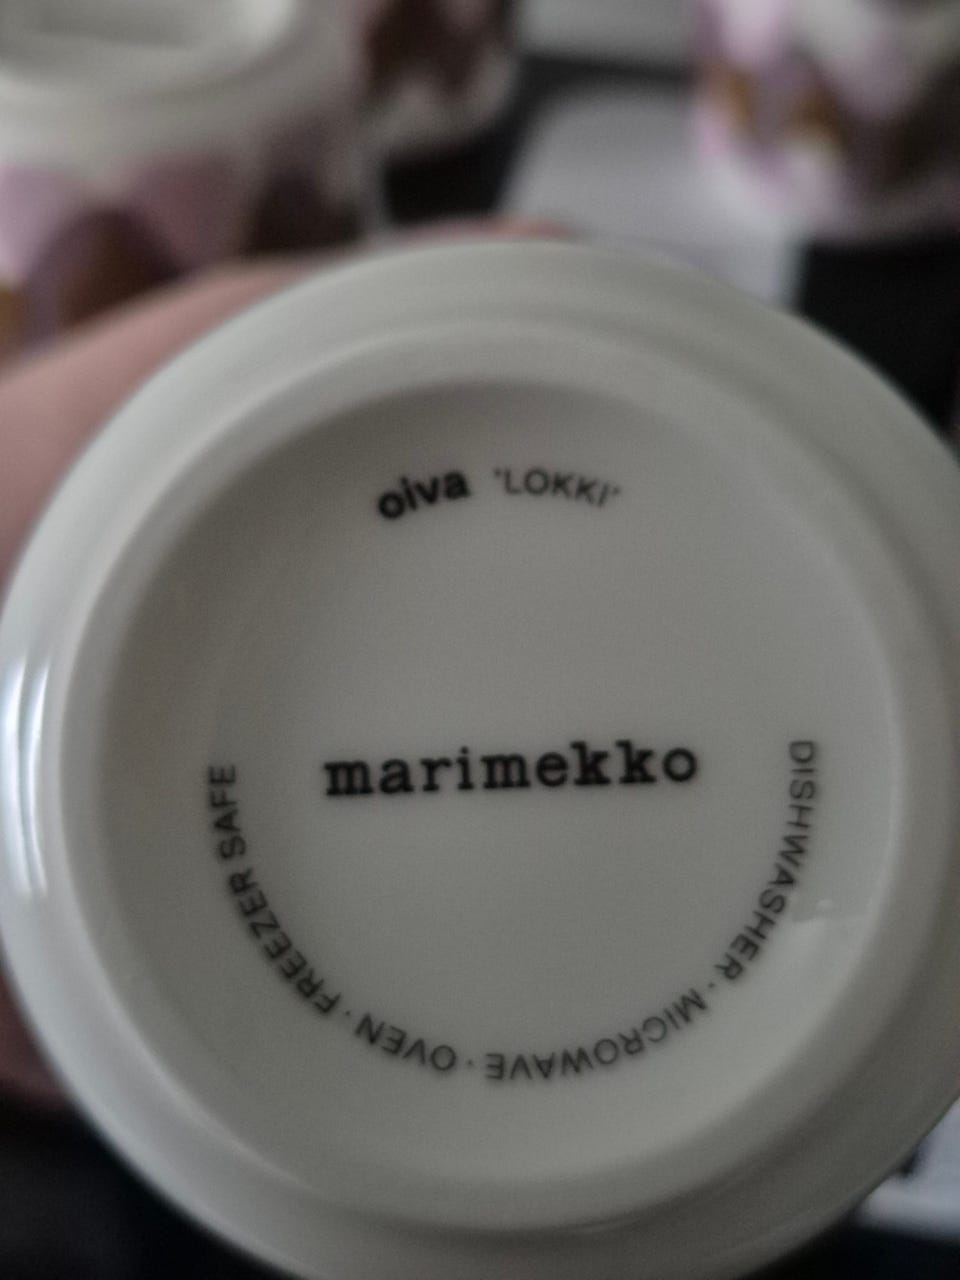 oiva 'LOKKI'
marimekko
DISHWASHER · MICROWAVE · OVEN · FREEZER SAFE